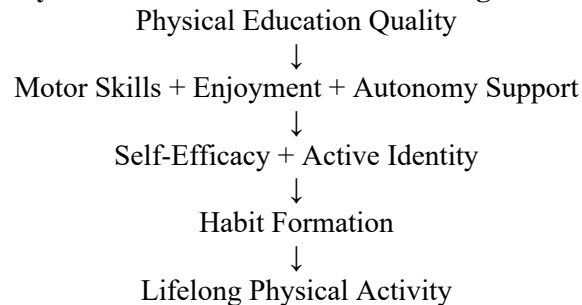 Physical Education Quality
↓
Motor Skills + Enjoyment + Autonomy Support
↓
Self-Efficacy + Active Identity
↓
Habit Formation
↓
Lifelong Physical Activity